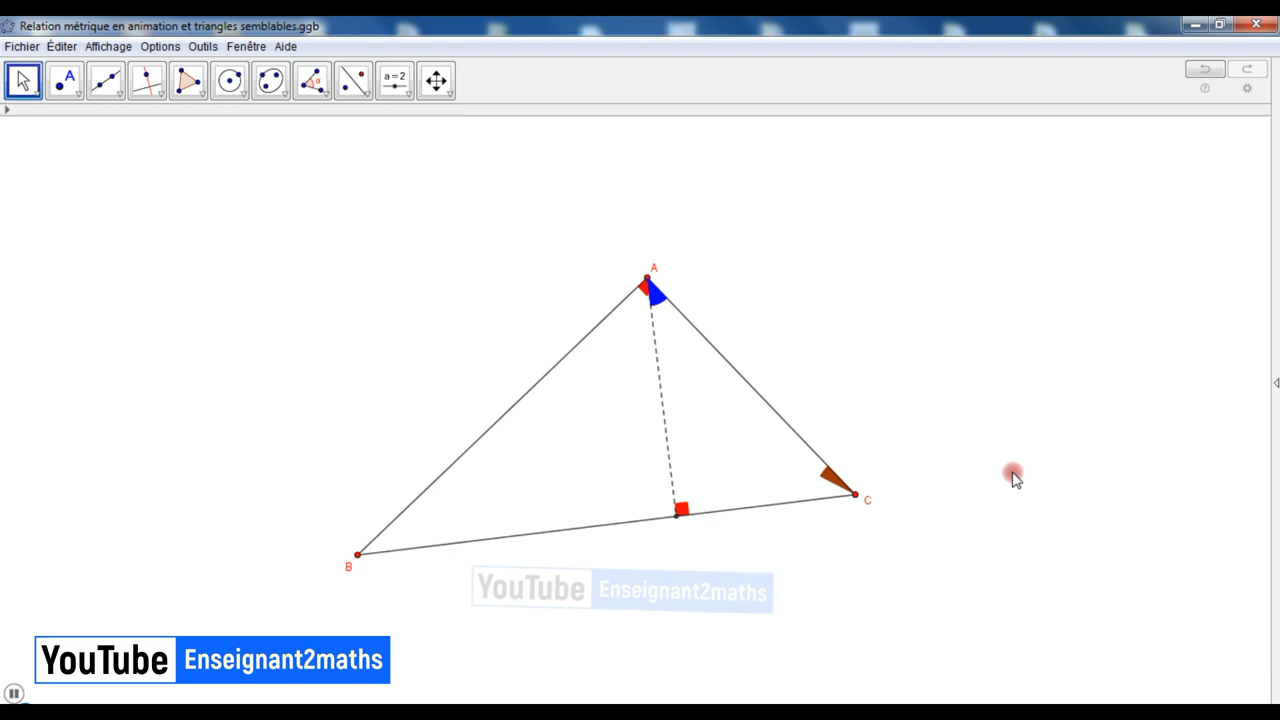 Relation métrique en animation et triangles semblables.ggb
Fichier Éditer Affichage Options Outils Fenêtre Aide
A
a=2
α
A
C
B
YouTube Enseignant2maths
YouTube Enseignant2maths